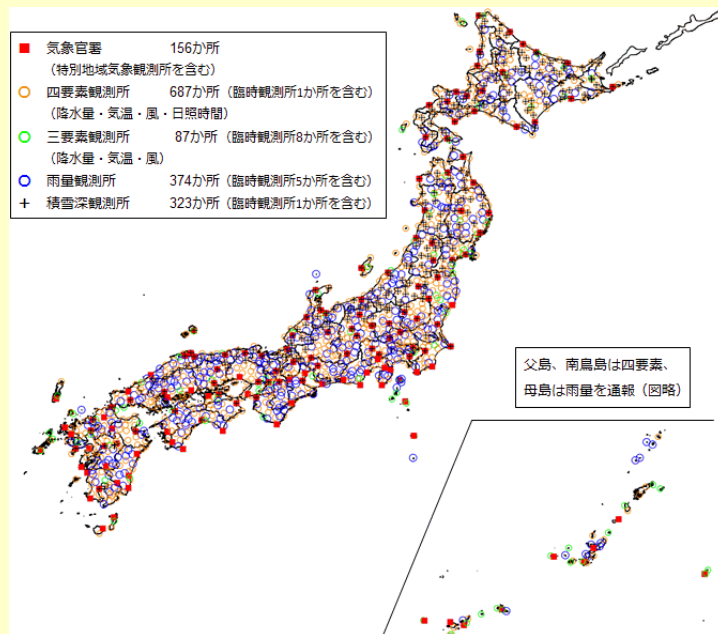 気象官署 156か所
（特別地域気象観測所を含む）
四要素観測所 687か所（臨時観測所1か所を含む）
（降水量・気温・風・日照時間）
三要素観測所 87か所（臨時観測所8か所を含む）
（降水量・気温・風）
雨量観測所 374か所（臨時観測所5か所を含む）
積雪深観測所 323か所（臨時観測所1か所を含む）
父島、南鳥島は四要素、
母島は雨量を通報（図略）